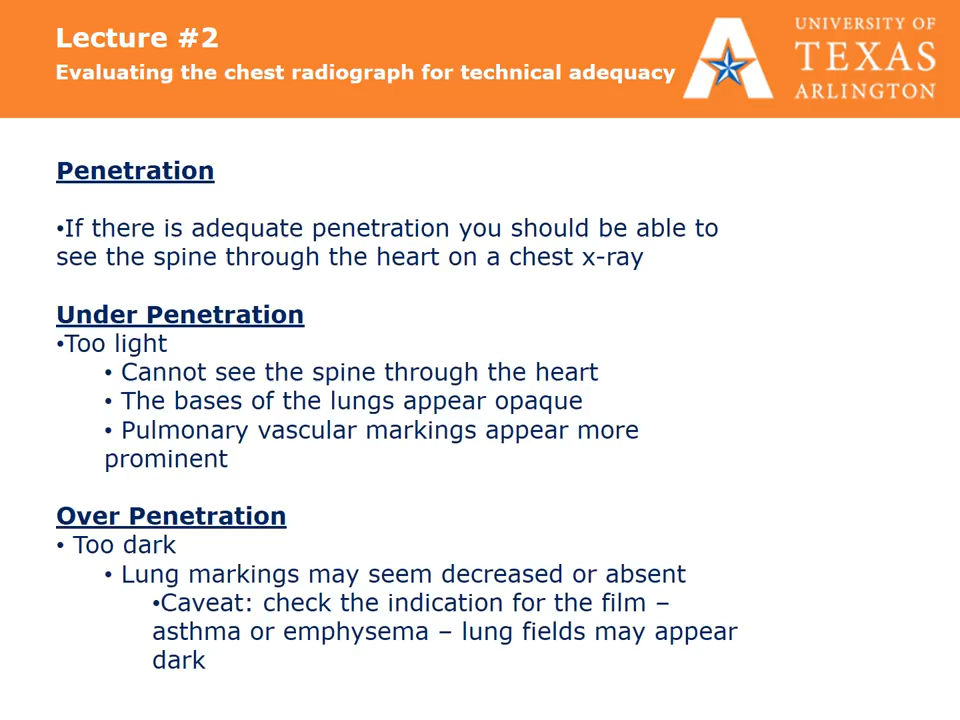 Lecture #2
Evaluating the chest radiograph for technical adequacy
UNIVERSITY OF
TEXAS
ARLINGTON
Penetration
•If there is adequate penetration you should be able to
see the spine through the heart on a chest x-ray
Under Penetration
•Too light
• Cannot see the spine through the heart
• The bases of the lungs appear opaque
• Pulmonary vascular markings appear more
prominent
Over Penetration
• Too dark
• Lung markings may seem decreased or absent
•Caveat: check the indication for the film –
asthma or emphysema – lung fields may appear
dark